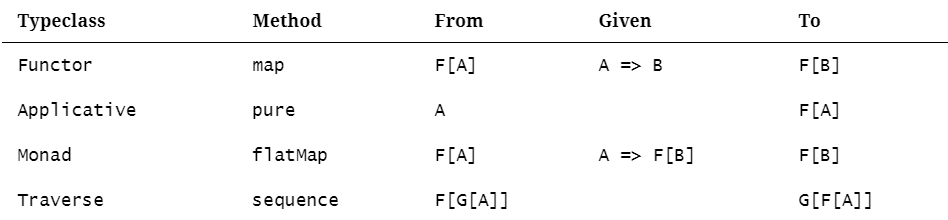 Typeclass Method From Given To
Functor map F[A] A => B F[B]
Applicative pure A F[A]
Monad flatMap F[A] A => F[B] F[B]
Traverse sequence F[G[A]] G[F[A]]